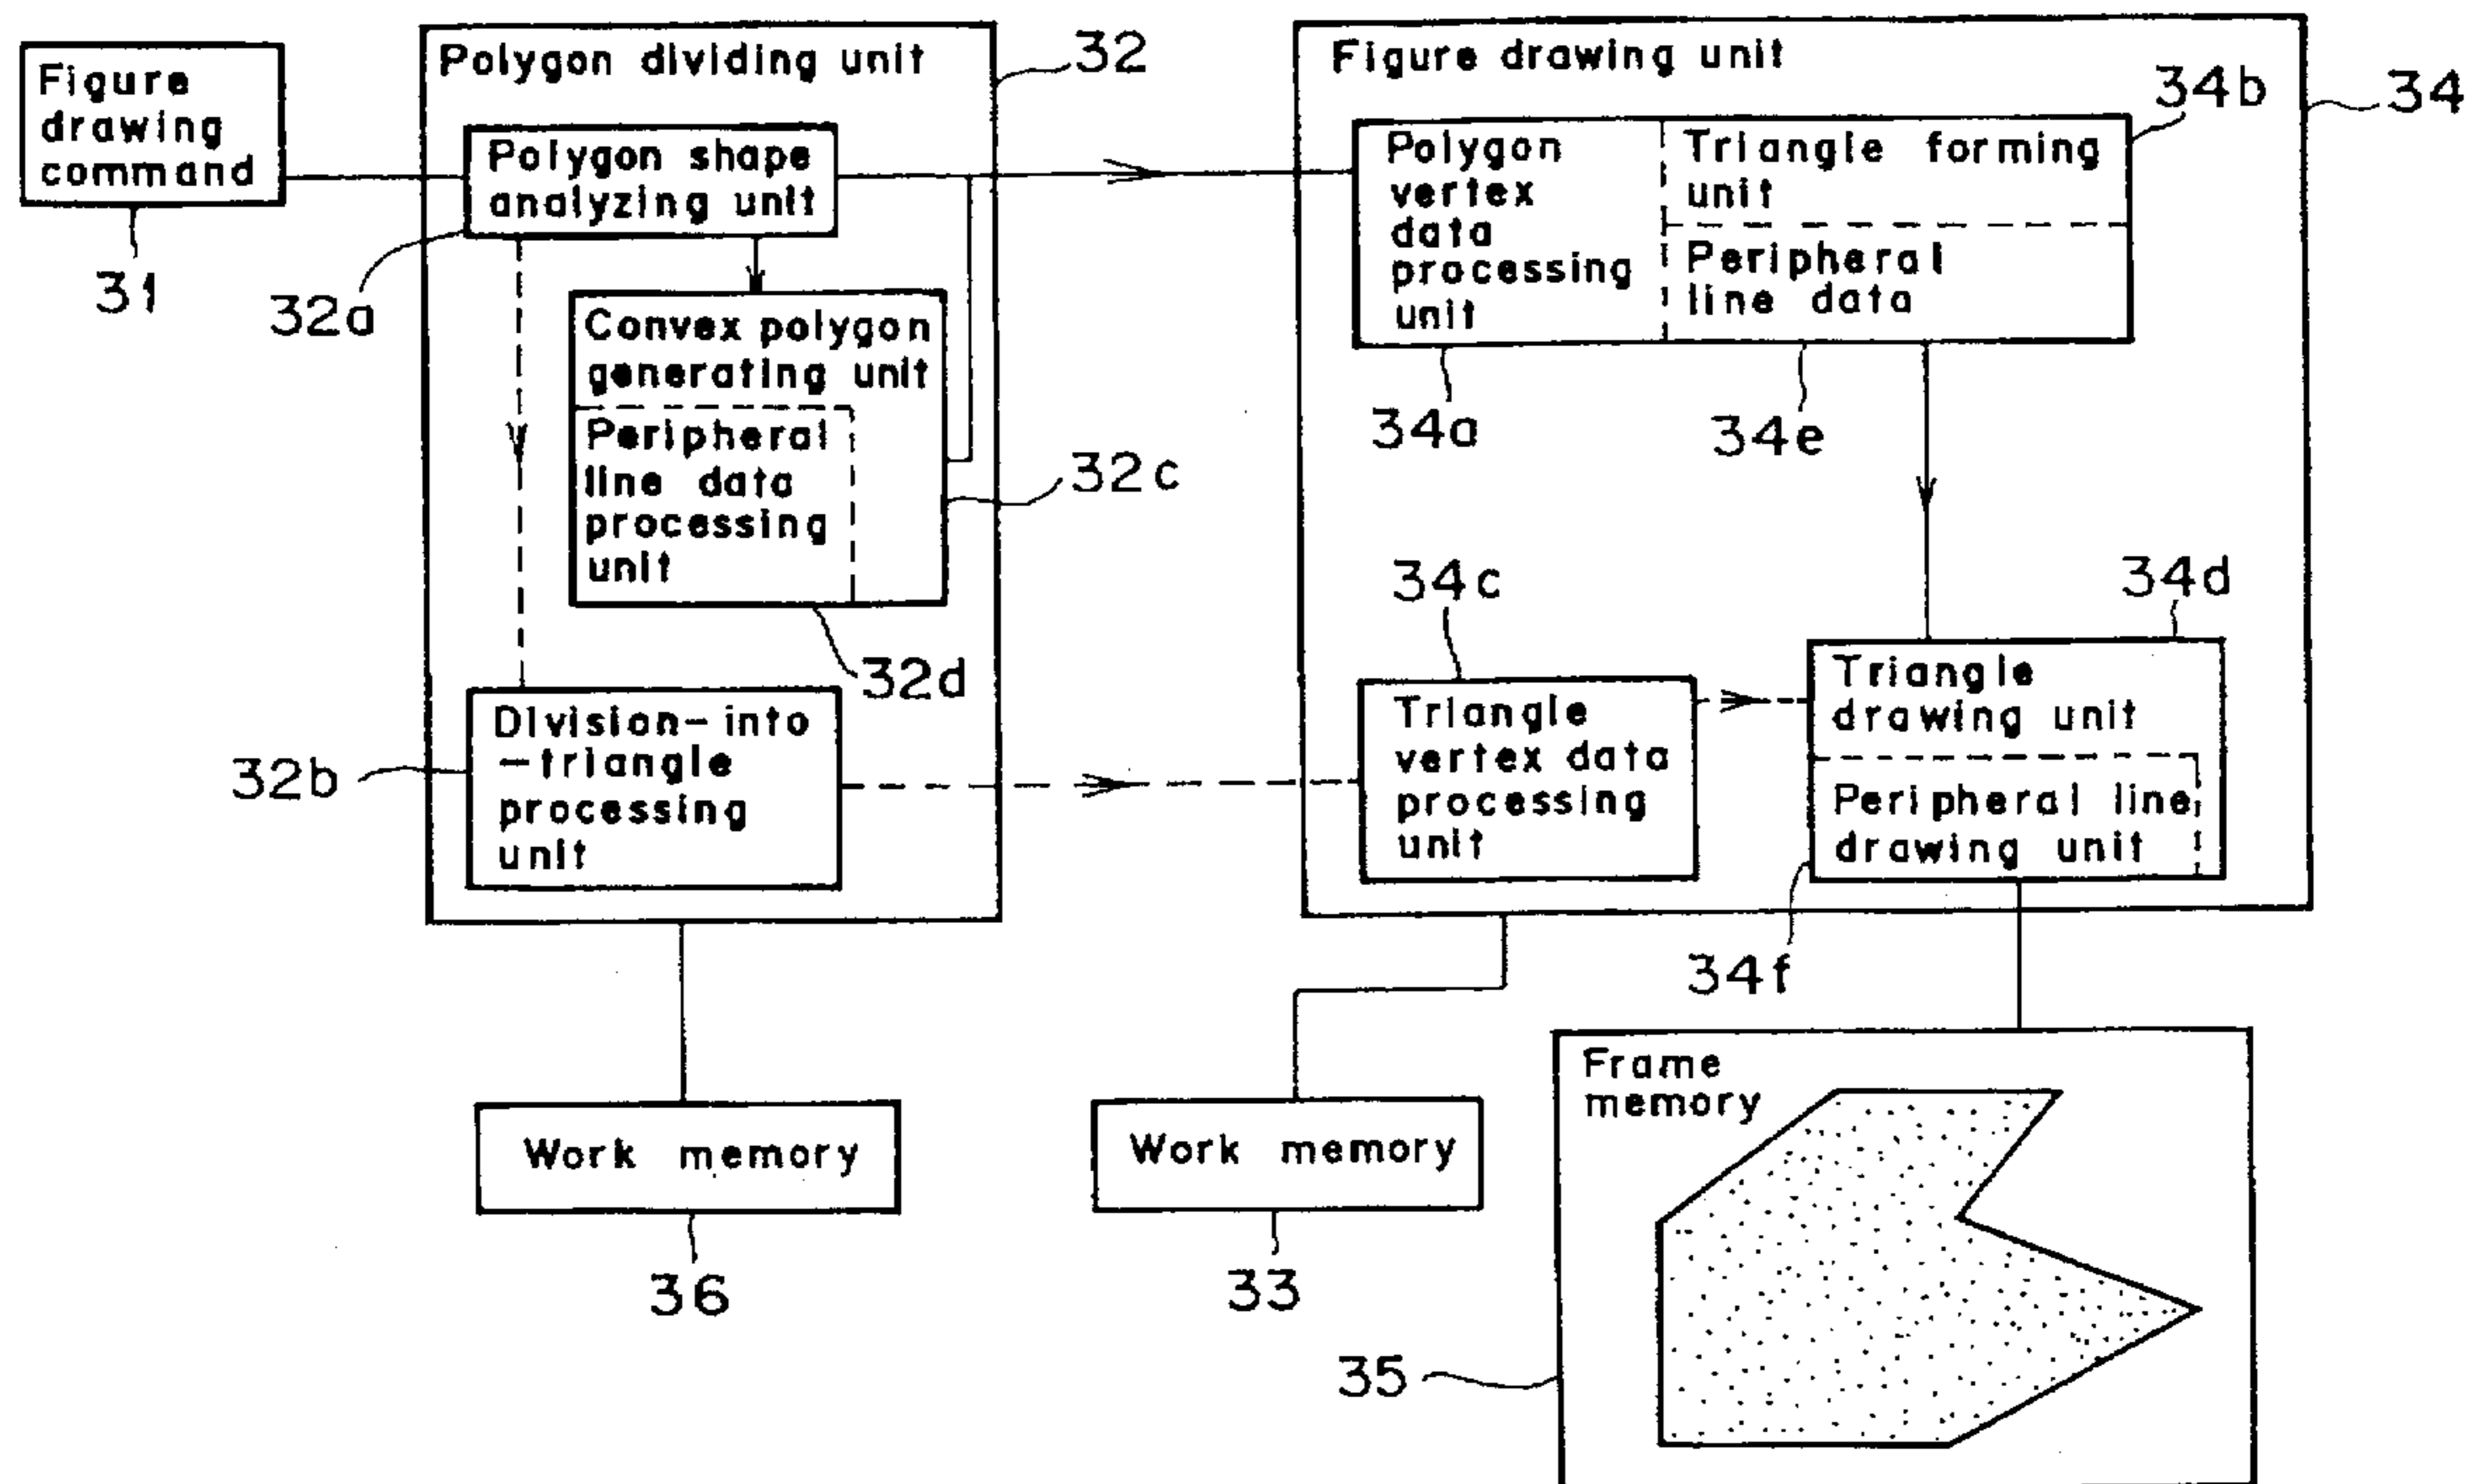 Figure
drawing
command
31
Polygon dividing unit
32
Polygon shape
analyzing unit
32a
Convex polygon
generating unit
Peripheral
line data
processing
unit
32c
32d
Division-into
-triangle
processing
unit
32b
Figure drawing unit
34
34b
Polygon
vertex
data
processing
unit
Triangle forming
unit
Peripheral
line data
34a
34e
34c
34d
Triangle
vertex data
processing
unit
Triangle
drawing unit
Peripheral line
drawing unit
34f
Work memory
36
Work memory
33
Frame
memory
35